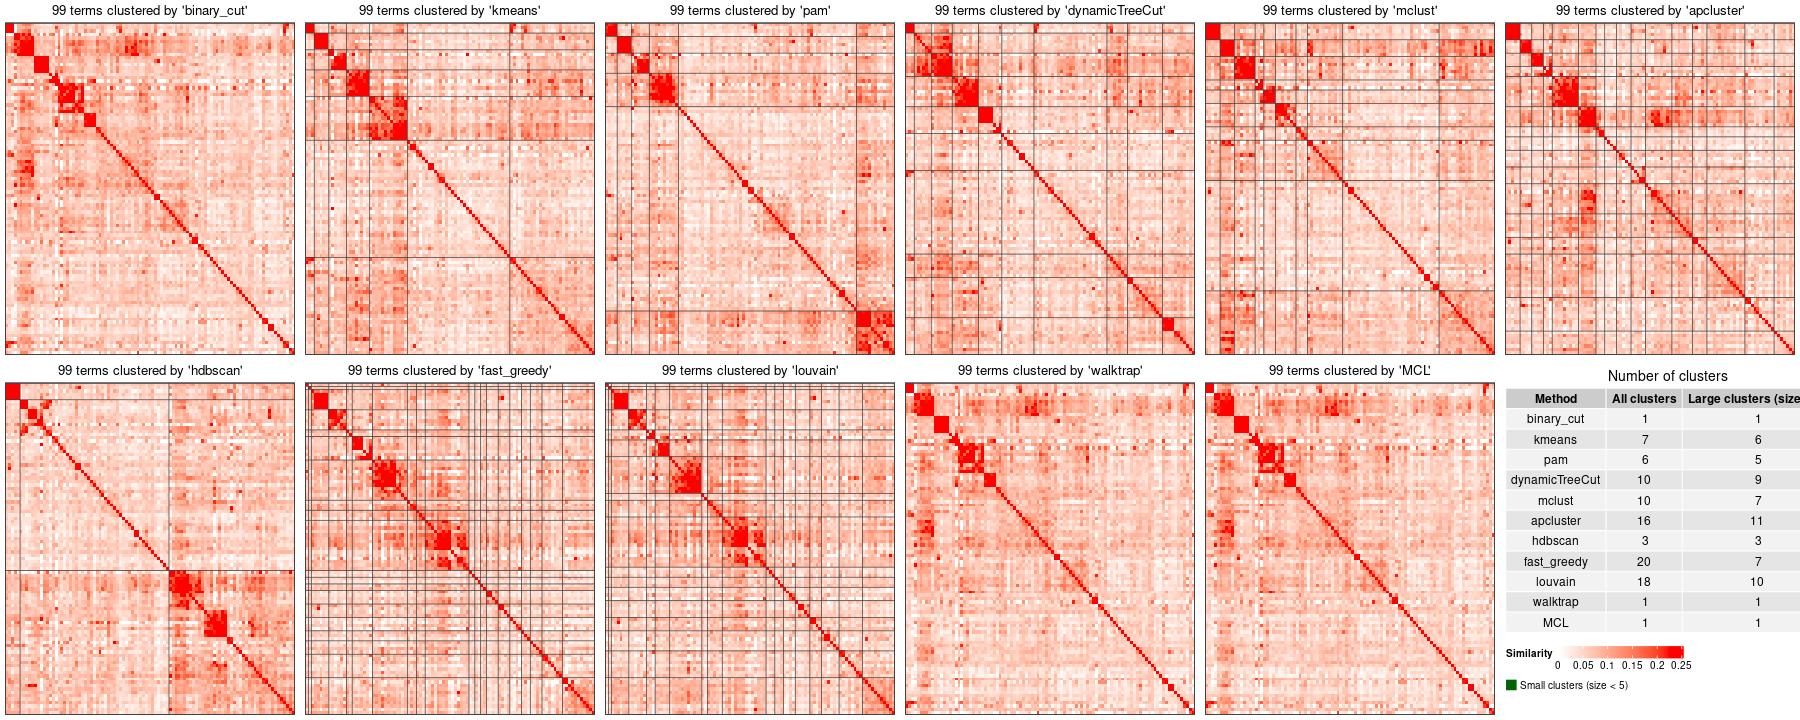 99 terms clustered by 'binary_cut'
99 terms clustered by 'kmeans'
99 terms clustered by 'pam'
99 terms clustered by 'dynamicTreeCut'
99 terms clustered by 'mclust'
99 terms clustered by 'apcluster'
99 terms clustered by 'hdbscan'
99 terms clustered by 'fast_greedy'
99 terms clustered by 'louvain'
99 terms clustered by 'walktrap'
99 terms clustered by 'MCL'
Number of clusters
Method All clusters Large clusters (size
binary_cut 1 1
kmeans 7 6
pam 6 5
dynamicTreeCut 10 9
mclust 10 7
apcluster 16 11
hdbscan 3 3
fast_greedy 20 7
louvain 18 10
walktrap 1 1
MCL 1 1
Similarity
0 0.05 0.1 0.15 0.2 0.25
Small clusters (size < 5)